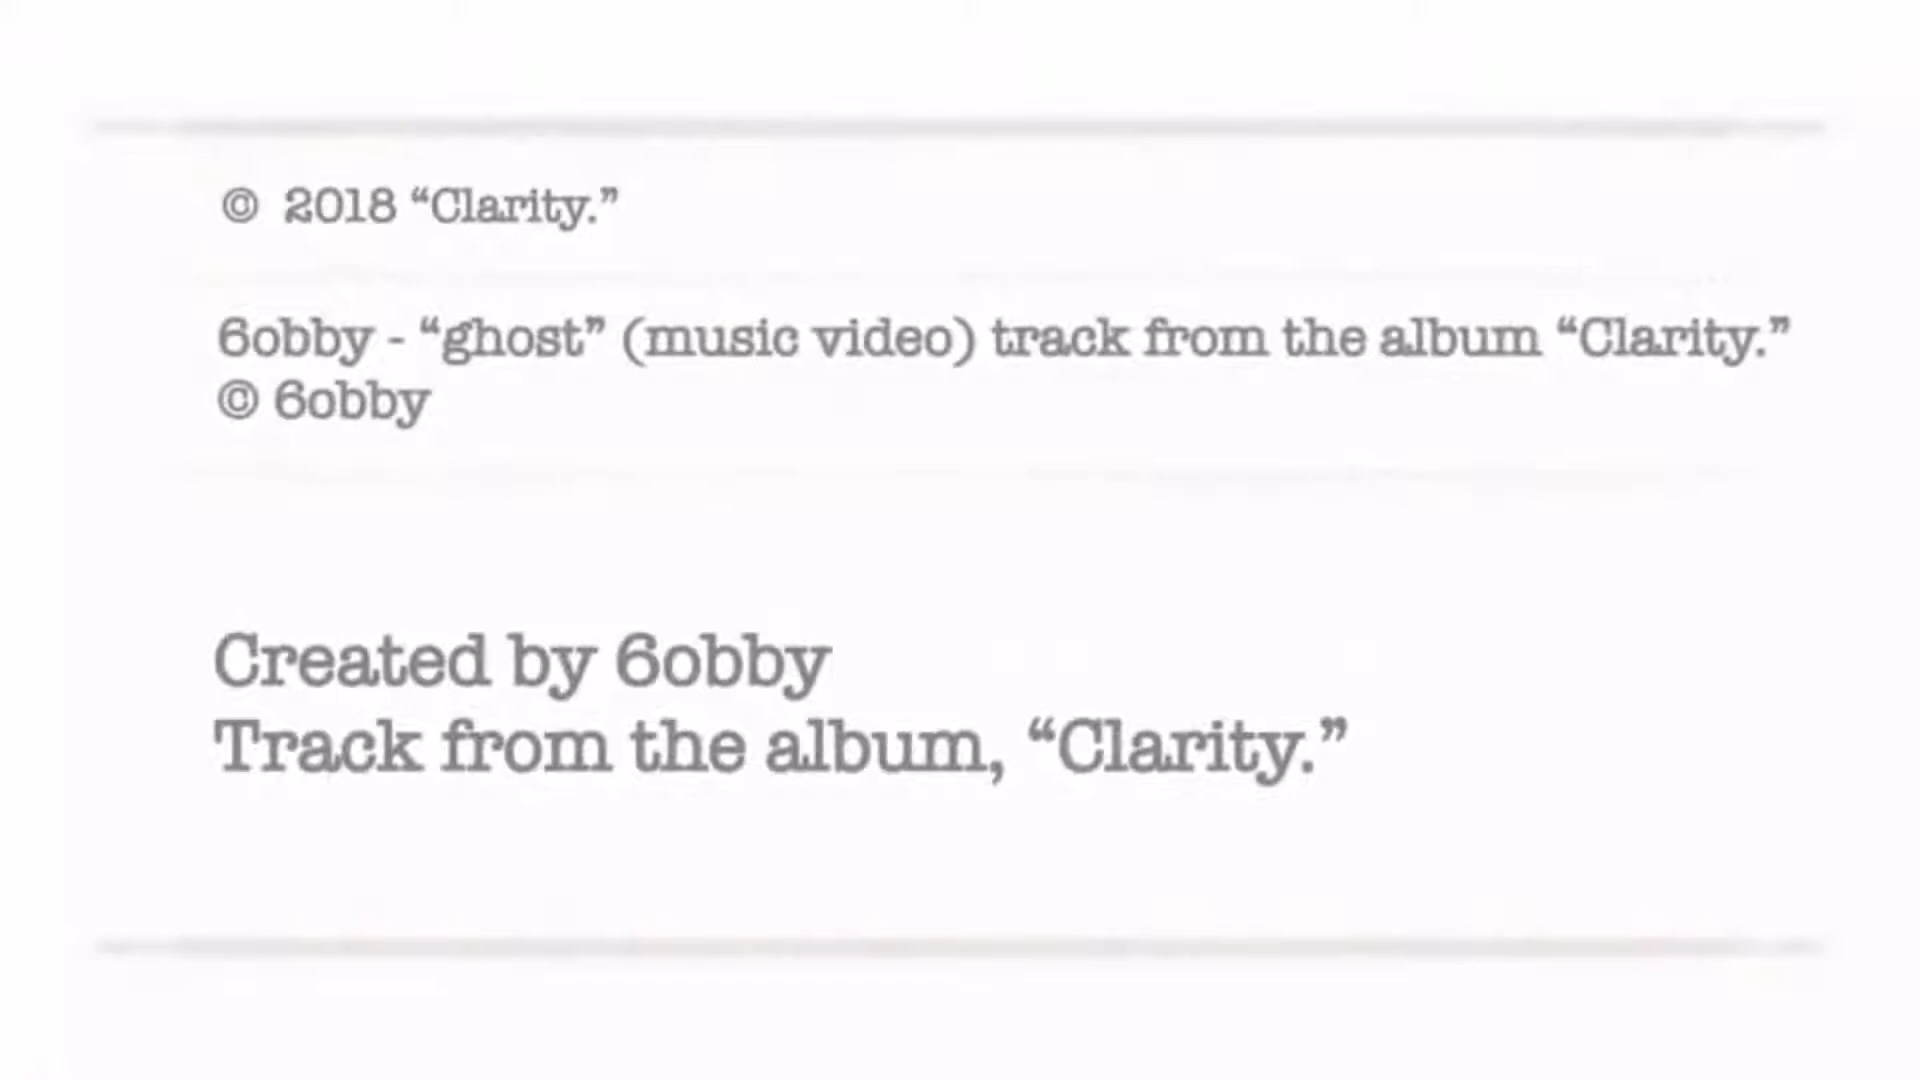 © 2018 “Clarity.”
6obby - “ghost” (music video) track from the album “Clarity.”
© 6obby
Created by 6obby
Track from the album, “Clarity.”